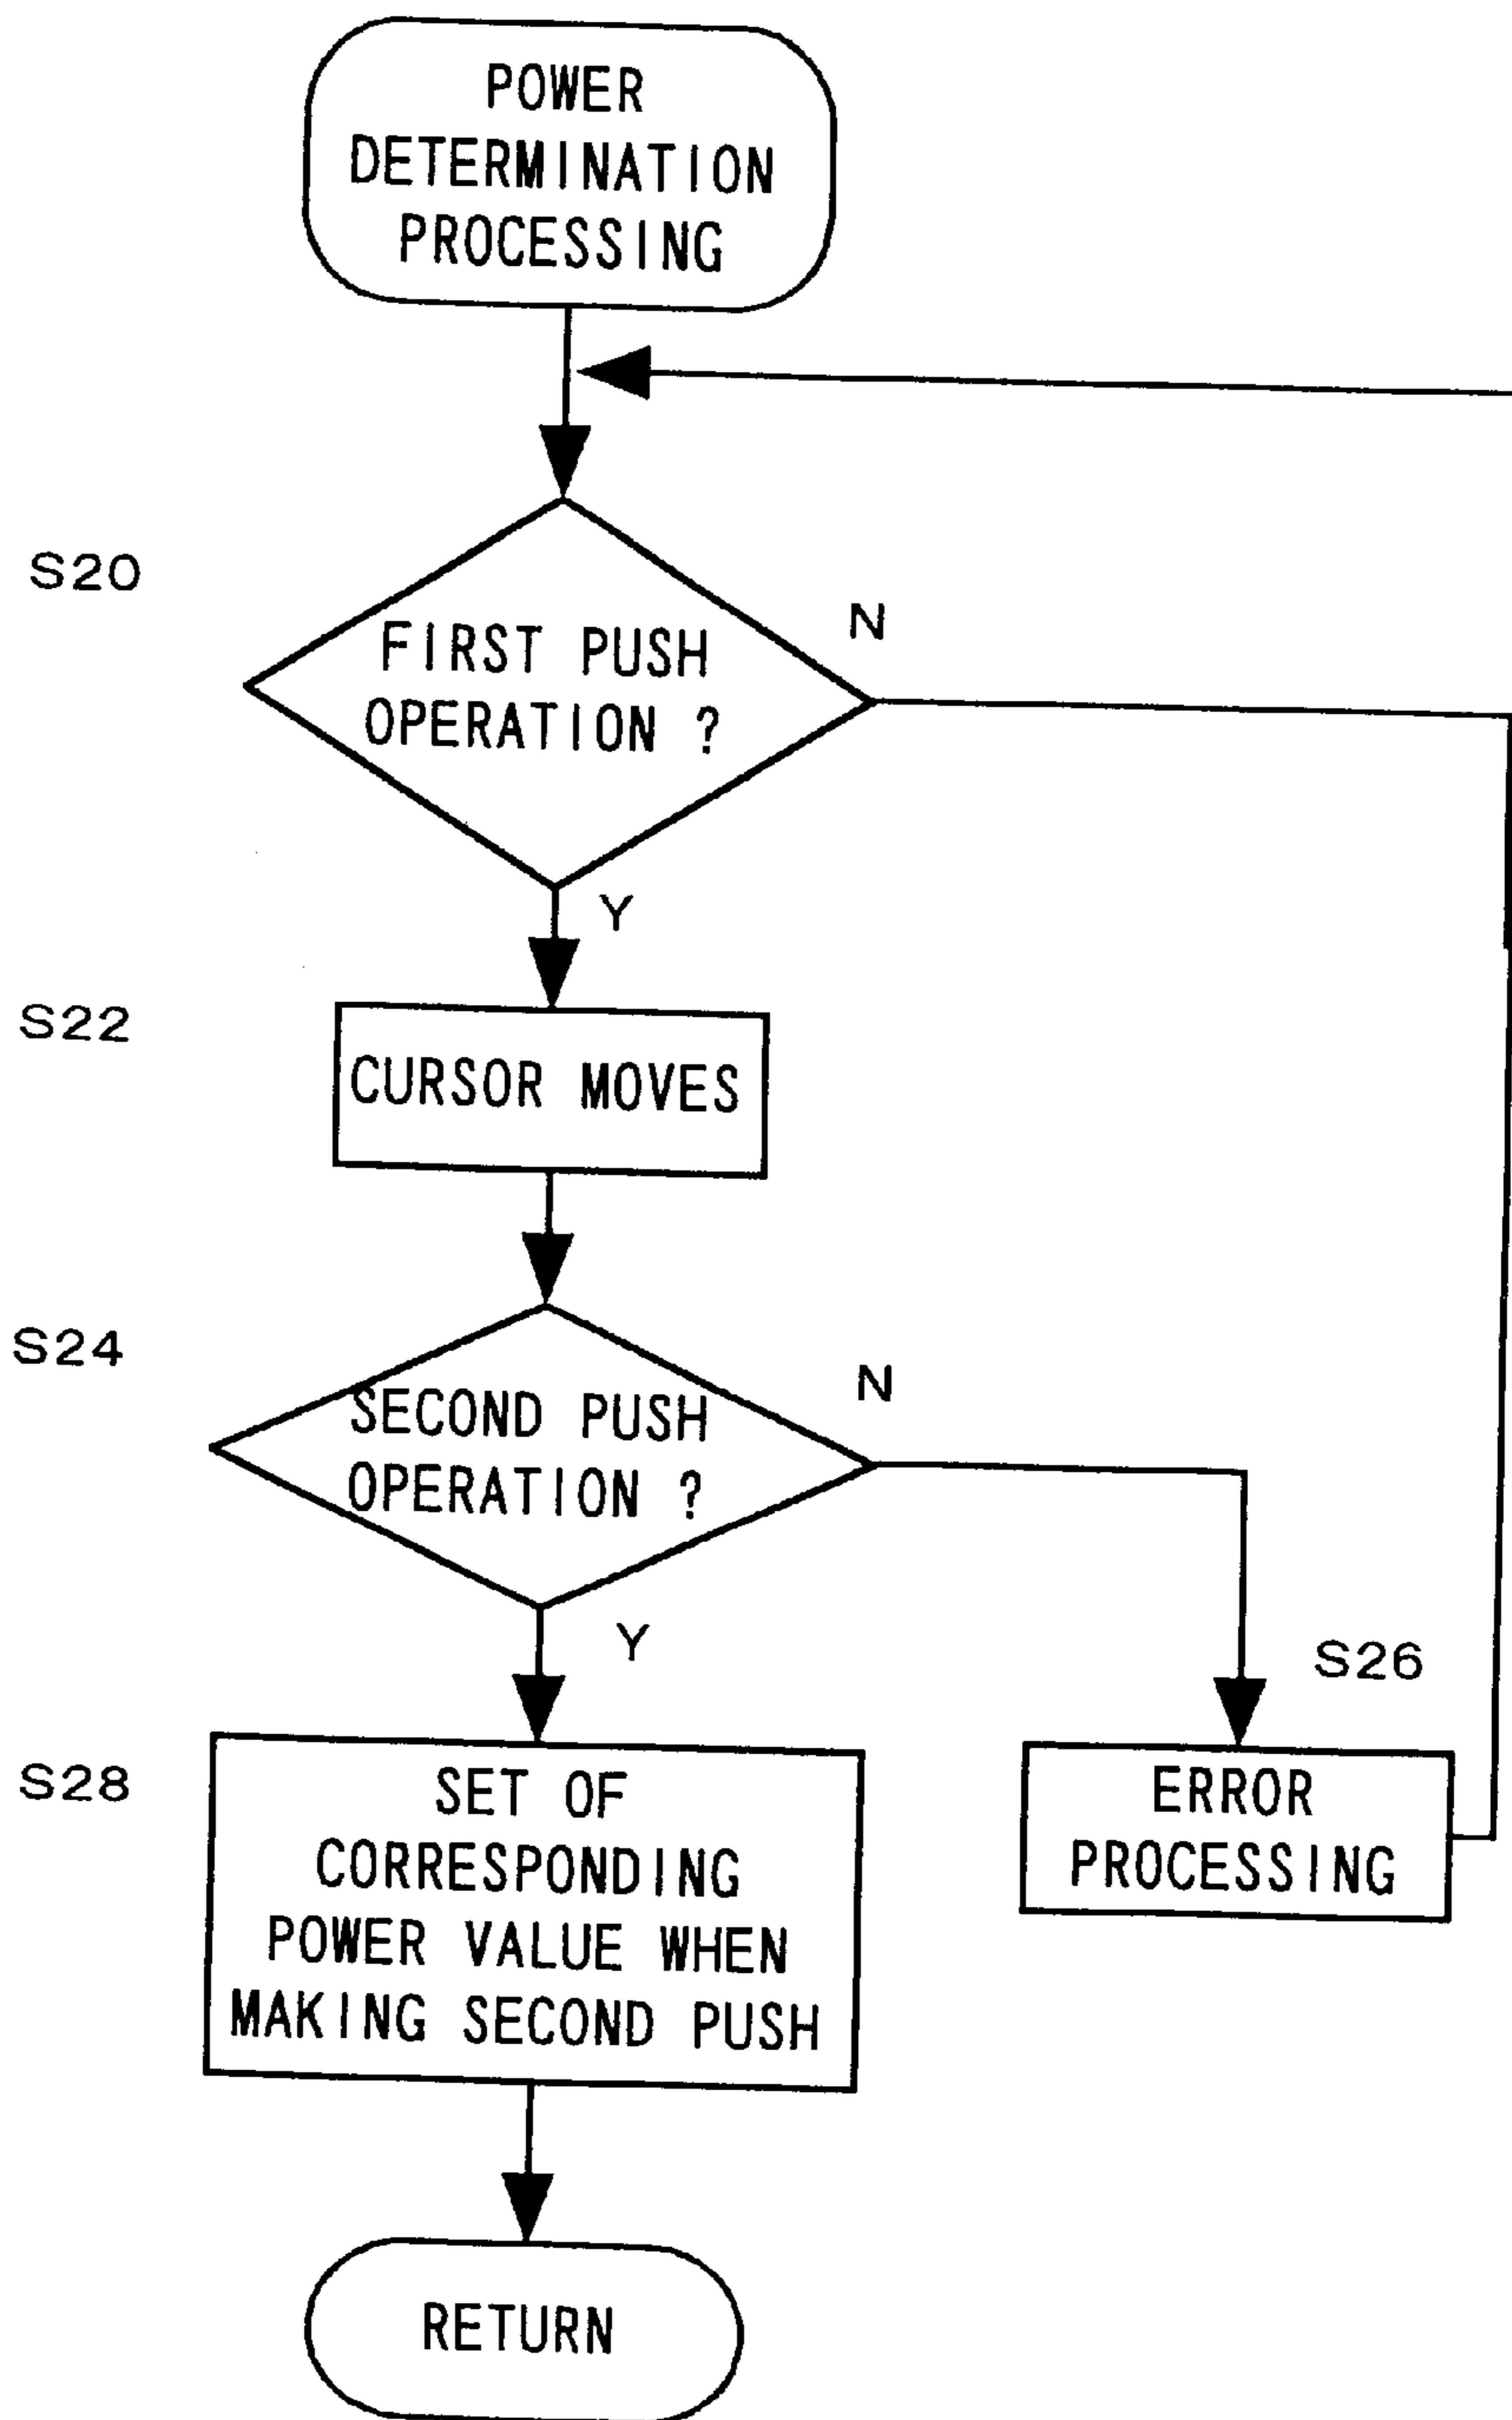 POWER
DETERMINATION
PROCESSING
S20
FIRST PUSH
OPERATION ?
N
Y
S22
CURSOR MOVES
S24
SECOND PUSH
OPERATION ?
N
Y
S26
ERROR
PROCESSING
S28
SET OF
CORRESPONDING
POWER VALUE WHEN
MAKING SECOND PUSH
RETURN